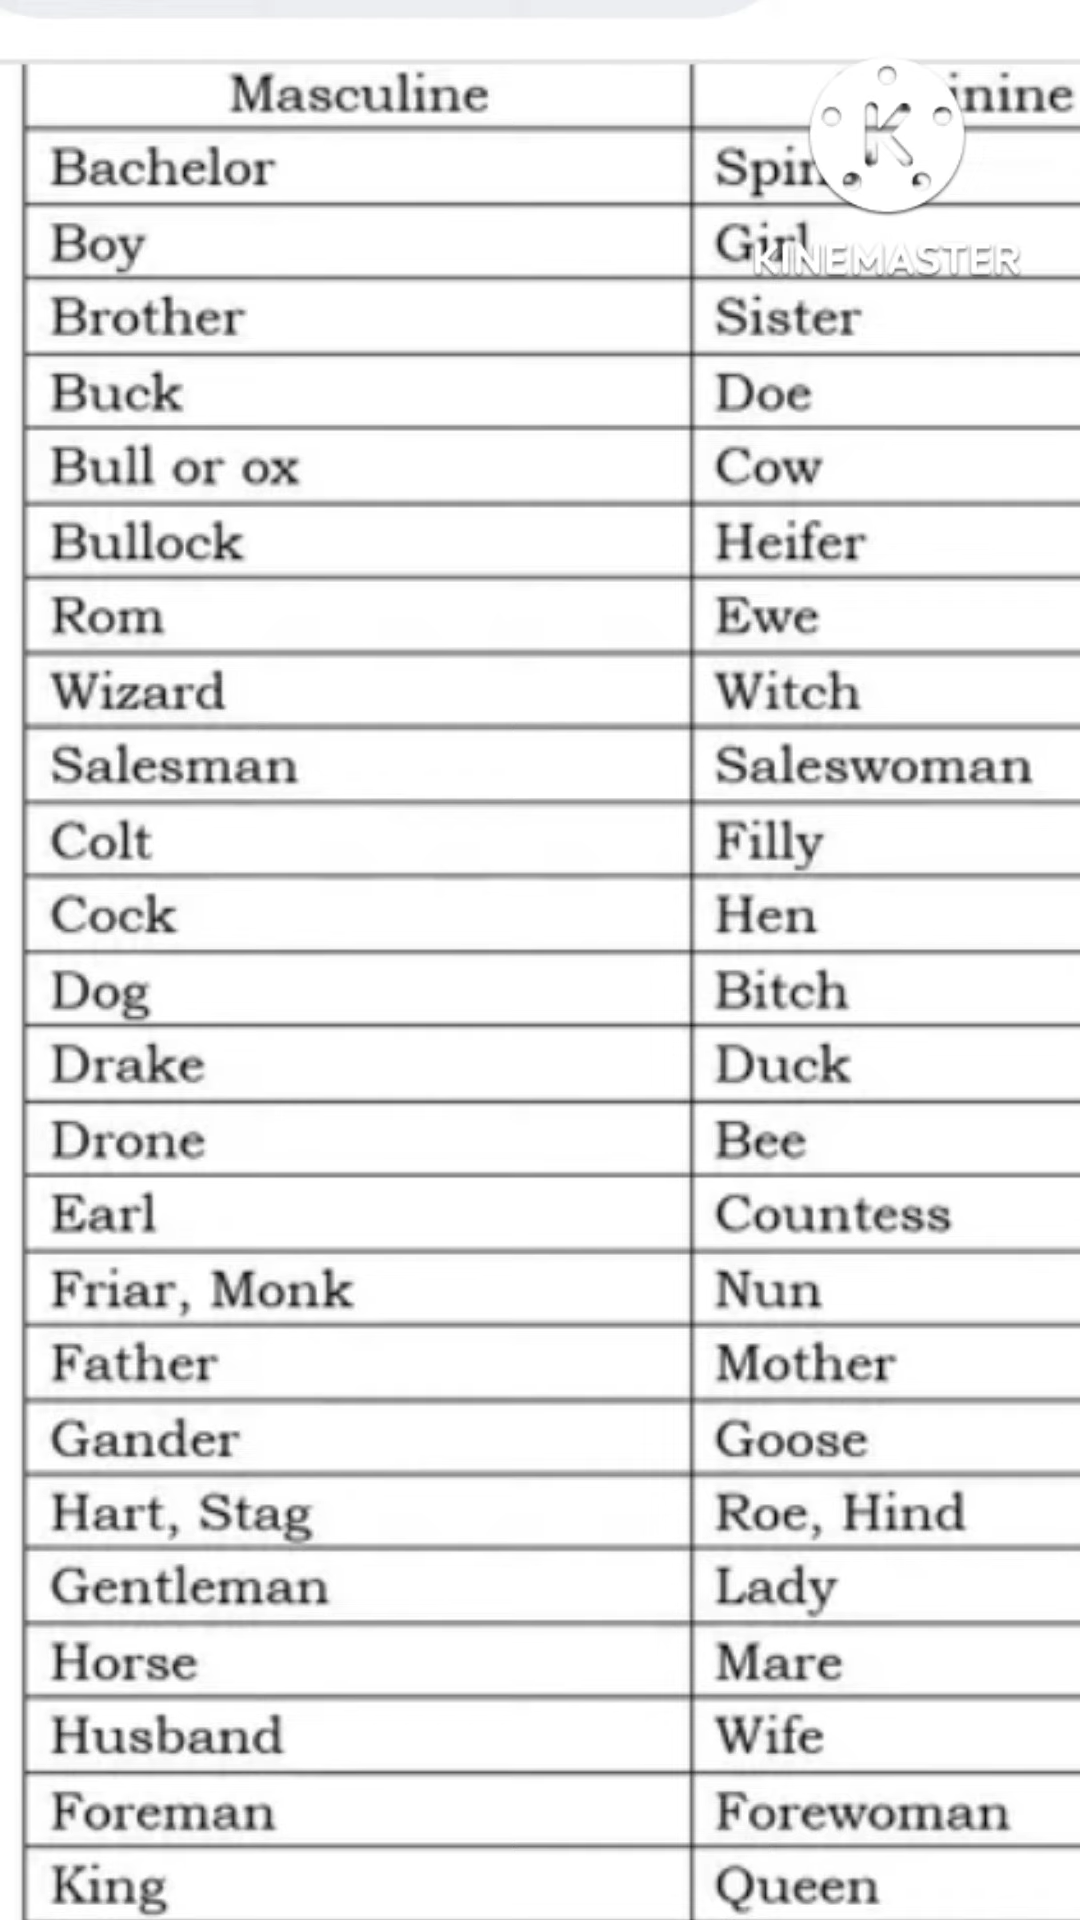 Masculine
Bachelor
Boy Girl
Brother Sister
Buck Doe
Bull or ox Cow
Bullock Heifer
Rom Ewe
Wizard Witch
Salesman Saleswoman
Colt Filly
Cock Hen
Dog Bitch
Drake Duck
Drone Bee
Earl Countess
Friar, Monk Nun
Father Mother
Gander Goose
Hart, Stag Roe, Hind
Gentleman Lady
Horse Mare
Husband Wife
Foreman Forewoman
King Queen
K
KINEMASTER